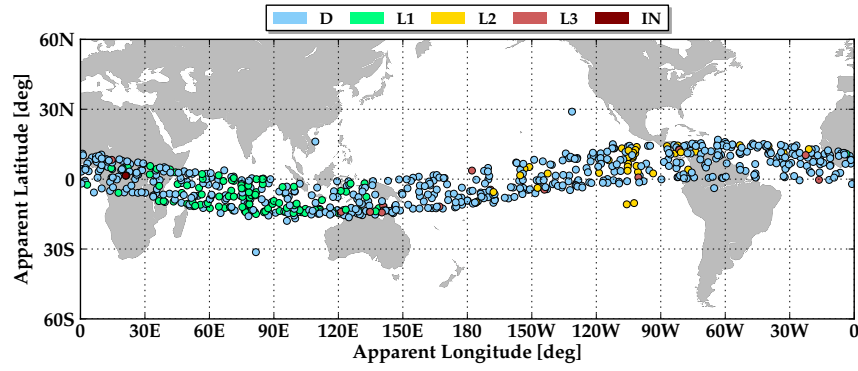 D L1 L2 L3 IN
60N
30N
0
30S
60S
Apparent Latitude [deg]
0 30E 60E 90E 120E 150E 180 150W 120W 90W 60W 30W 0
Apparent Longitude [deg]